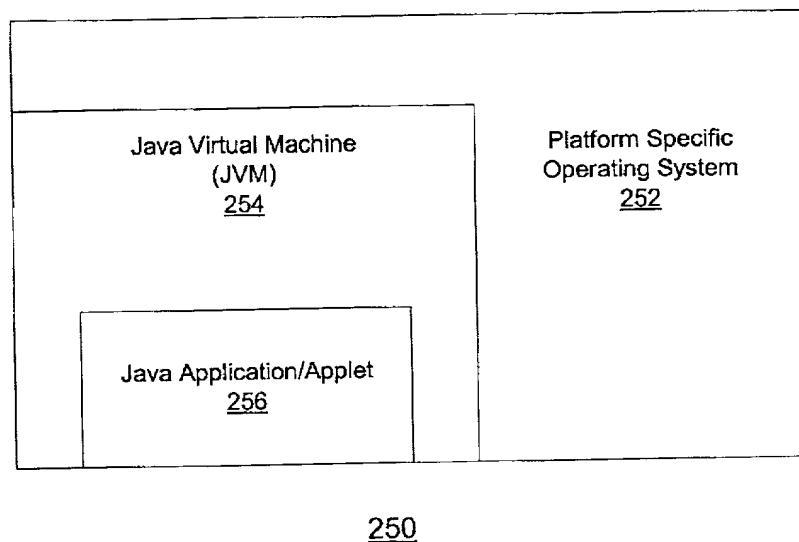 Java Virtual Machine
(JVM)
254
Platform Specific
Operating System
252
Java Application/Applet
256
250